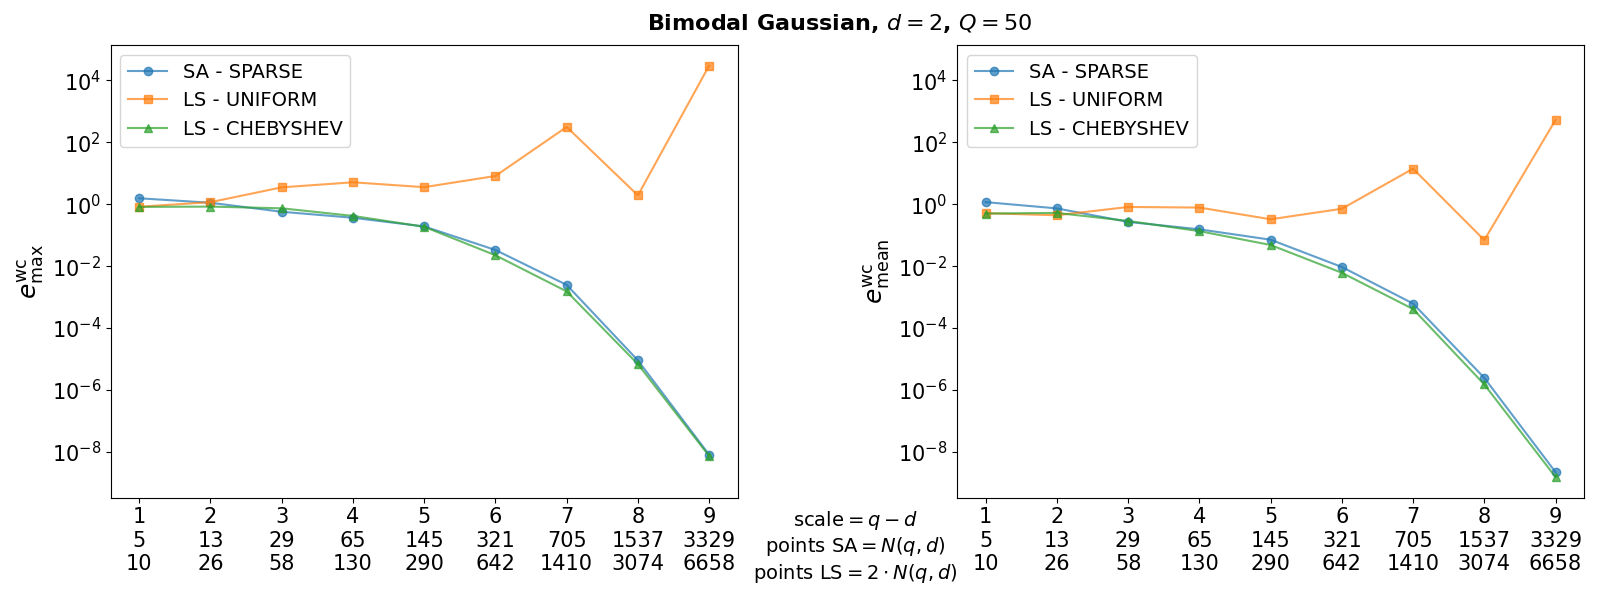 Bimodal Gaussian, d = 2, Q = 50
SA - SPARSE
LS - UNIFORM
LS - CHEBYSHEV
10^4
10^2
10^0
10^−2
10^−4
10^−6
10^−8
e^wc_max
1 2 3 4 5 6 7 8 9
5 13 29 65 145 321 705 1537 3329
10 26 58 130 290 642 1410 3074 6658
scale = q − d
points SA = N(q, d)
points LS = 2 · N(q, d)
SA - SPARSE
LS - UNIFORM
LS - CHEBYSHEV
10^4
10^2
10^0
10^−2
10^−4
10^−6
10^−8
e^wc_mean
1 2 3 4 5 6 7 8 9
5 13 29 65 145 321 705 1537 3329
10 26 58 130 290 642 1410 3074 6658